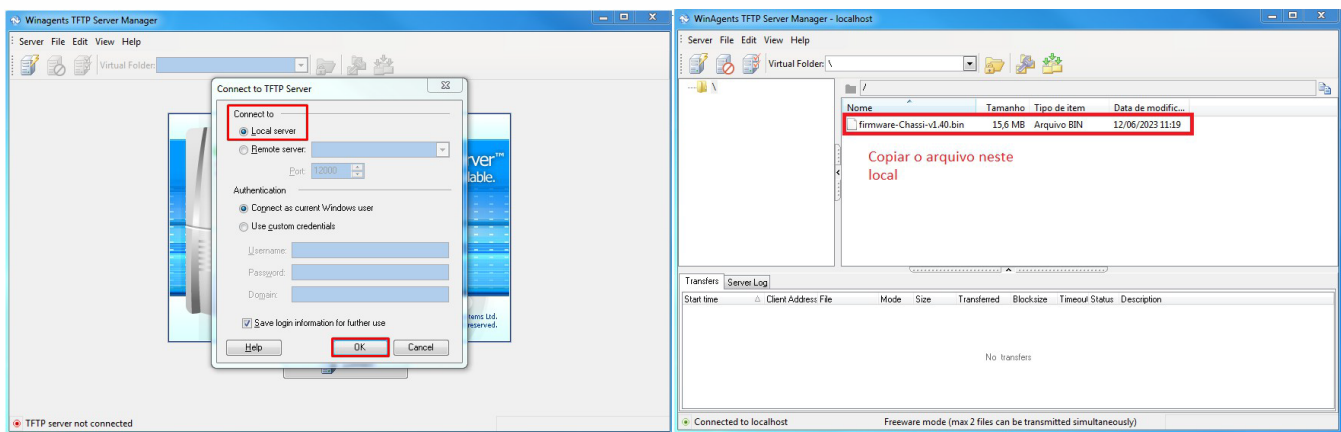 Winagents TFTP Server Manager
Server File Edit View Help
Virtual Folder:
Connect to TFTP Server
Connect to
Local server
Remote server:
Port: 12000
Authentication
Connect as current Windows user
Use custom credentials
Username:
Password:
Domain:
Save login information for further use
Help OK Cancel
ver™
lable.
tems Ltd.
reserved.
TFTP server not connected
WinAgents TFTP Server Manager - localhost
Server File Edit View Help
Virtual Folder: \
\
/
Nome Tamanho Tipo de item Data de modific...
firmware-Chassi-v1.40.bin 15,6 MB Arquivo BIN 12/06/2023 11:19
Copiar o arquivo neste
local
Transfers Server Log
Start time Client Address File Mode Size Transferred Blocksize Timeout Status Description
No transfers
Connected to localhost Freeware mode (max 2 files can be transmitted simultaneously)